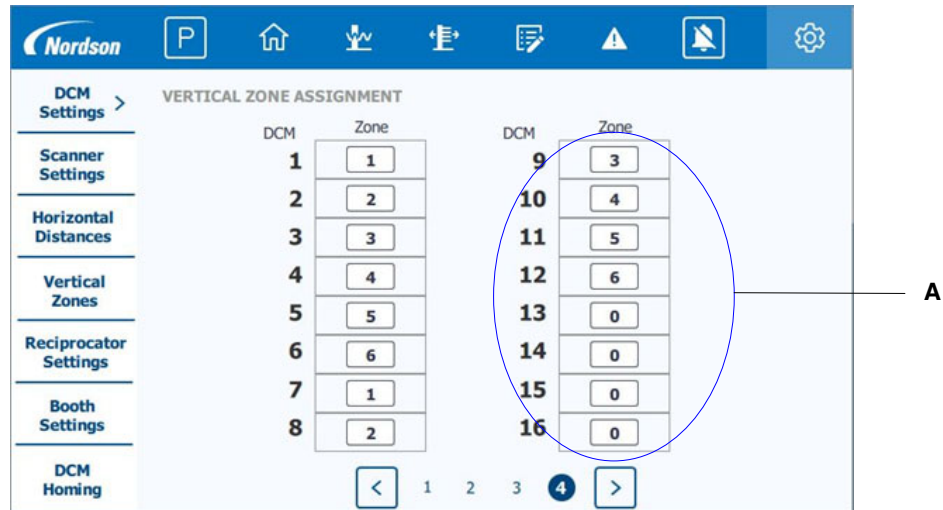 Nordson P
DCM
Settings >
Scanner
Settings
Horizontal
Distances
Vertical
Zones
Reciprocator
Settings
Booth
Settings
DCM
Homing
VERTICAL ZONE ASSIGNMENT
DCM Zone
1 1
2 2
3 3
4 4
5 5
6 6
7 1
8 2
DCM Zone
9 3
10 4
11 5
12 6
13 0
14 0
15 0
16 0
< 1 2 3 4 >
A